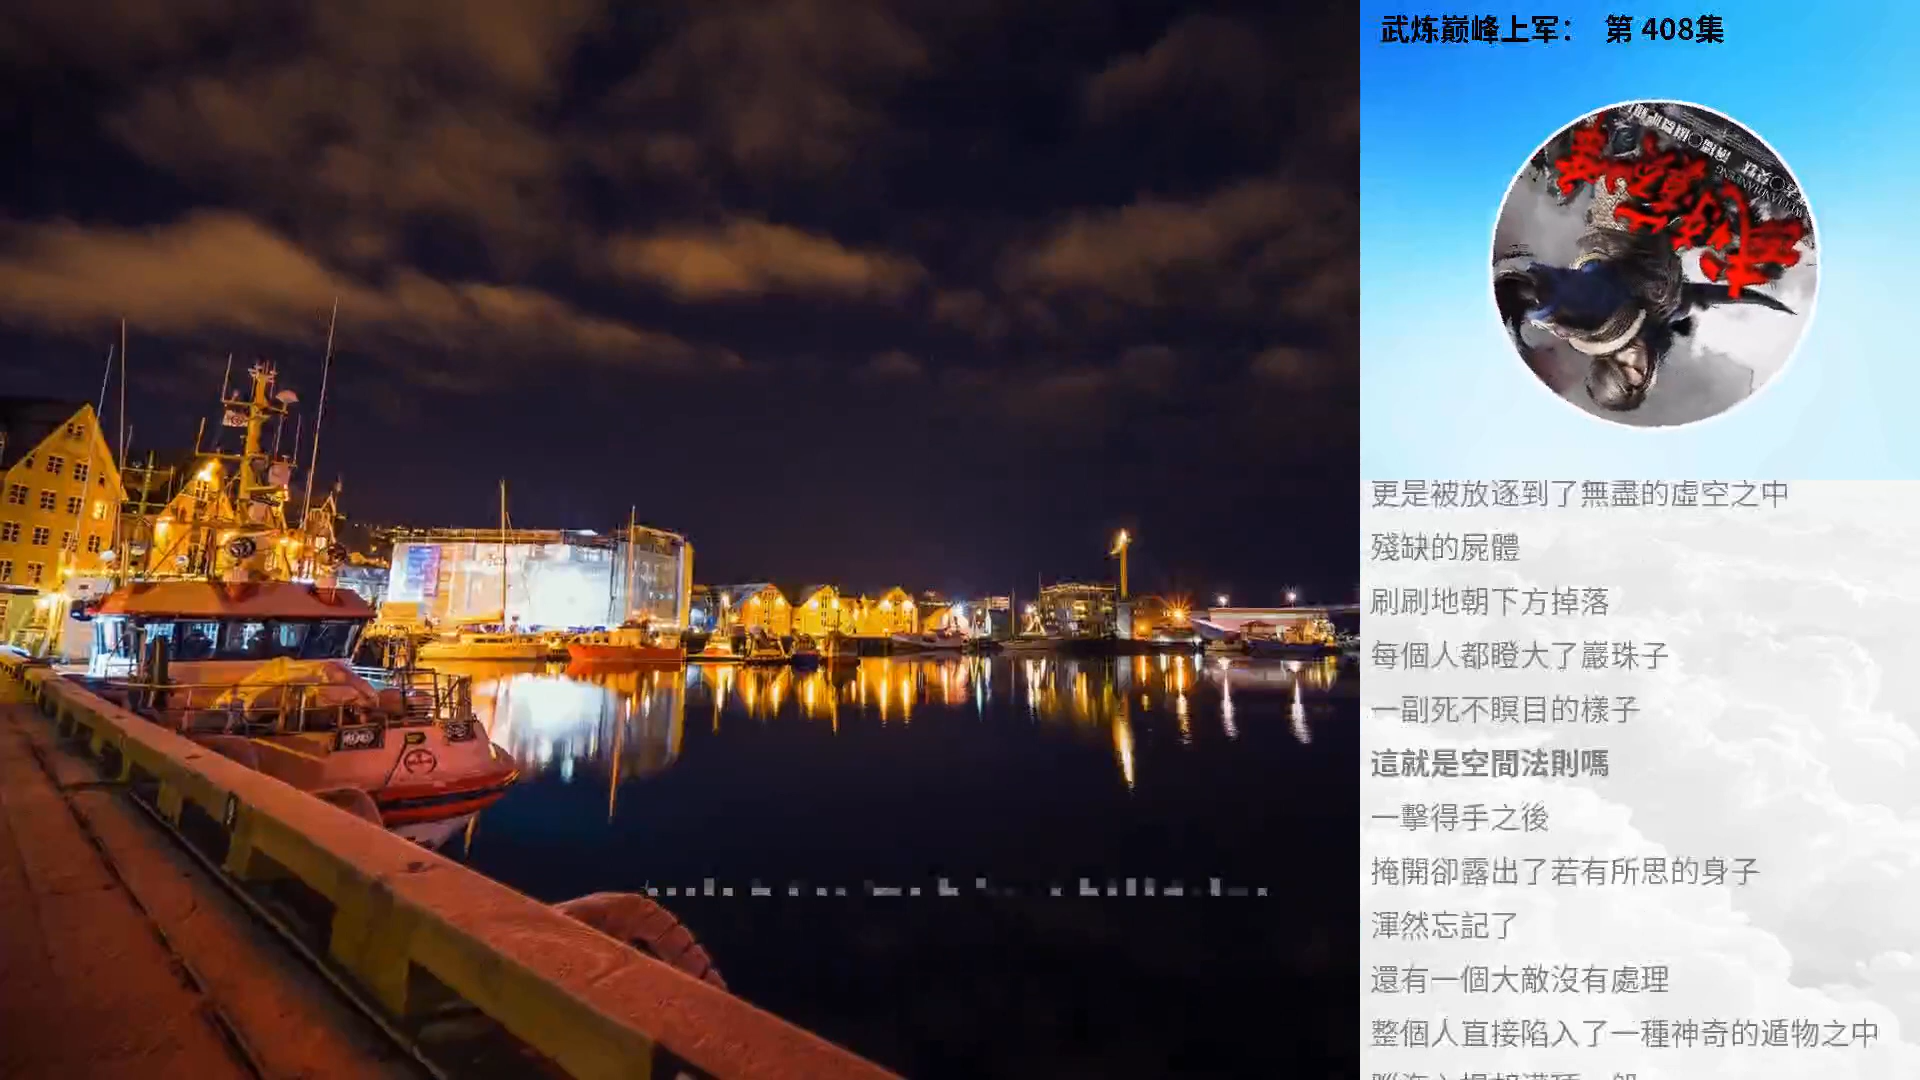 武炼巅峰上军： 第 408集
更是被放逐到了無盡的虛空之中
殘缺的屍體
刷刷地朝下方掉落
每個人都瞪大了巖珠子
一副死不瞑目的樣子
這就是空間法則嗎
一擊得手之後
掩開卻露出了若有所思的身子
渾然忘記了
還有一個大敵沒有處理
整個人直接陷入了一種神奇的遁物之中